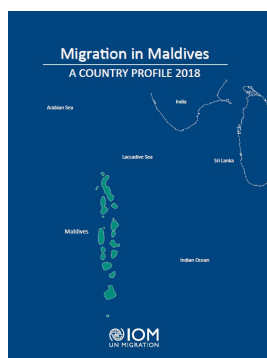 Migration in Maldives
A COUNTRY PROFILE 2018
India
Arabian Sea
Laccadive Sea
Sri Lanka
Maldives
Indian Ocean
IOM
UN MIGRATION